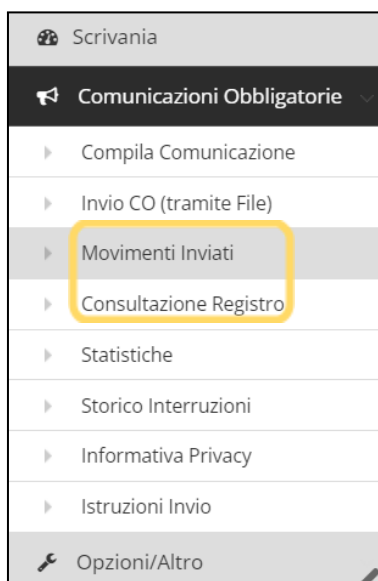 Scrivania
Comunicazioni Obbligatorie
Compila Comunicazione
Invio CO (tramite File)
Movimenti Inviati
Consultazione Registro
Statistiche
Storico Interruzioni
Informativa Privacy
Istruzioni Invio
Opzioni/Altro